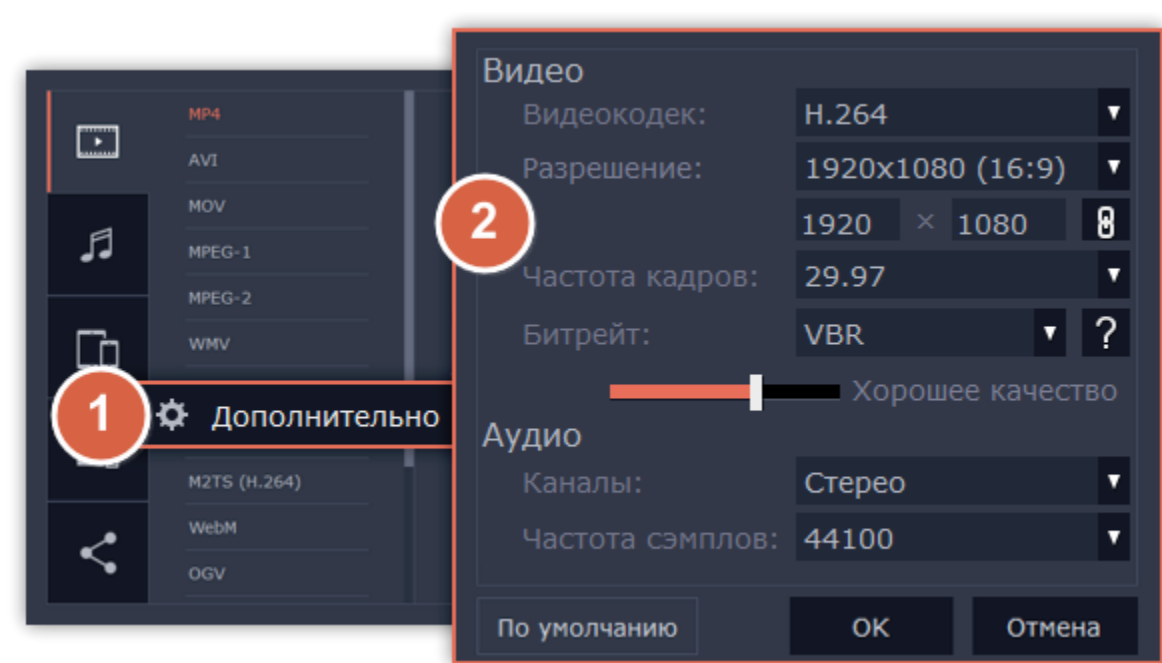 MP4
AVI
MOV
MPEG-1
MPEG-2
WMV
1
Дополнительно
M2TS (H.264)
WebM
OGV
2
Видео
Видеокодек: H.264
Разрешение: 1920x1080 (16:9)
1920 × 1080
Частота кадров: 29.97
Битрейт: VBR ?
Хорошее качество
Аудио
Каналы: Стерео
Частота сэмплов: 44100
По умолчанию OK Отмена